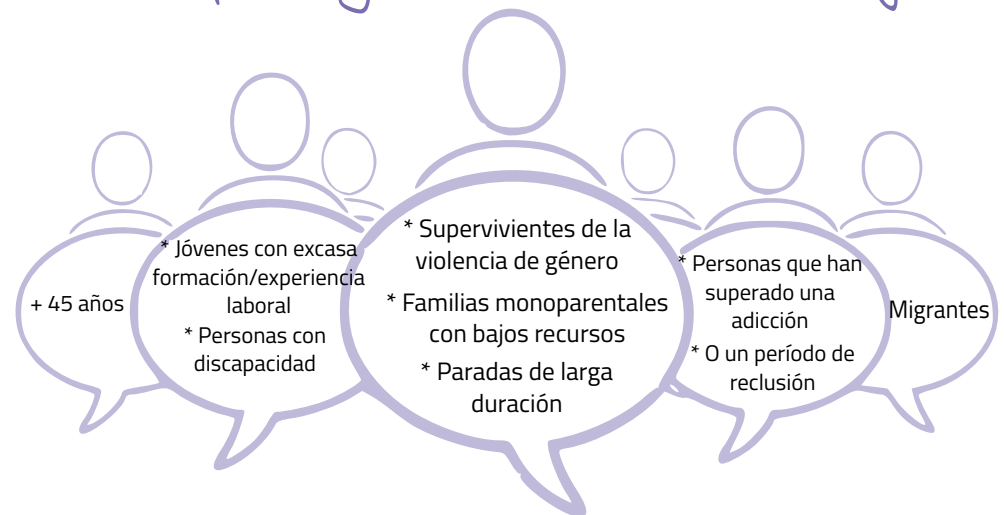 + 45 años
* Jóvenes con excasa
formación/experiencia
laboral
* Personas con
discapacidad
* Supervivientes de la
violencia de género
* Familias monoparentales
con bajos recursos
* Paradas de larga
duración
* Personas que han
superado una
adicción
* O un período de
reclusión
Migrantes